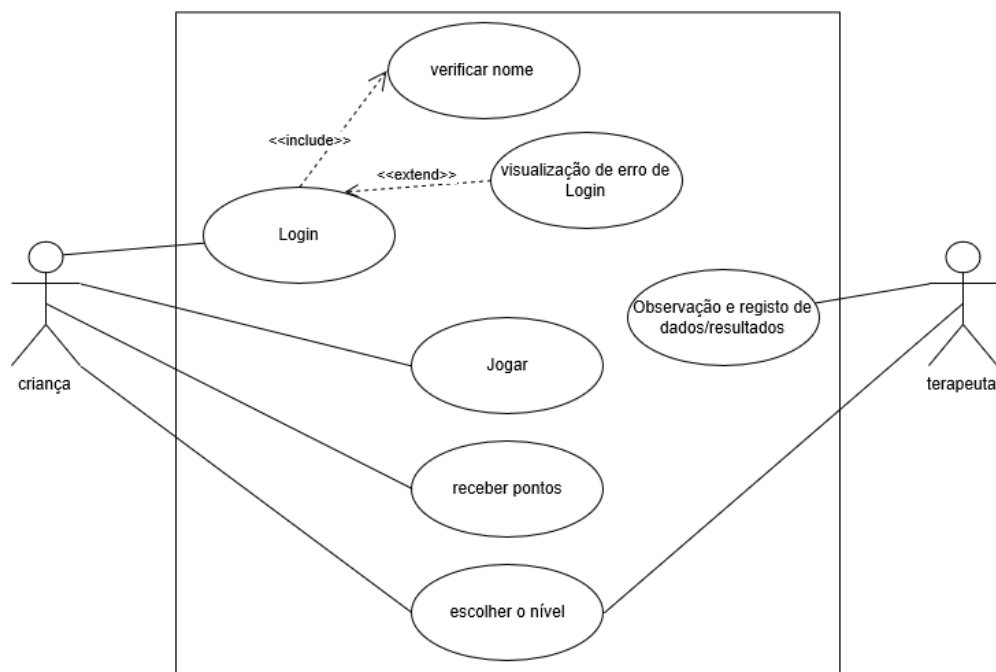 verificar nome
<<include>>
<<extend>>
visualização de erro de
Login
Login
Observação e registo de
dados/resultados
Jogar
criança
terapeuta
receber pontos
escolher o nível